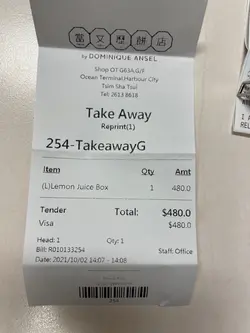 當文歷餅店
by DOMINIQUE ANSEL
Shop OT G63A,G/F
Ocean Terminal,Harbour City
Tsim Sha Tsui
Tel: 2613 8618
Take Away
Reprint(1)
254-TakeawayG
Item Qty Amt
(L)Lemon Juice Box 1 480.0
Tender Total: $480.0
Visa $480.0
Head: 1 Qty: 1
Bill: R010133254 Staff: Office
Date: 2021/10/02 14:07 - 14:08